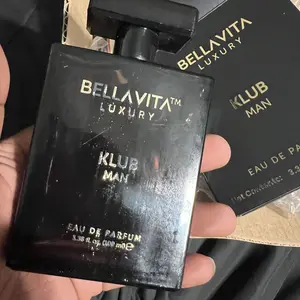 BELLAVITA™
LUXURY
KLUB
MAN
EAU DE PARFUM
3.38 fl. oz. (100 ml) e
BELLAVITA
LUXURY
KLUB
MAN
EAU DE PARFUM
Net Contents: 3.3